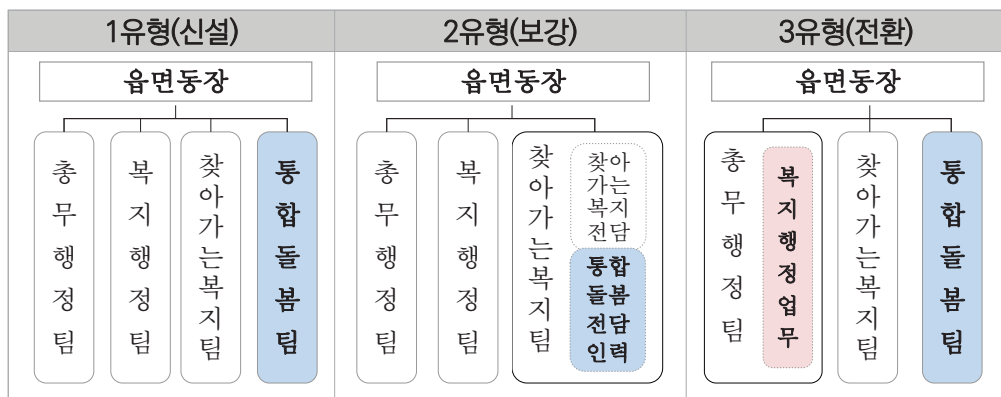 1유형(신설)
읍면동장
총무행정팀
복지행정팀
찾아가는복지팀
통합돌봄팀
2유형(보강)
읍면동장
총무행정팀
복지행정팀
찾아가는복지팀
찾아
가는
복지
전담
통합
돌봄
전담
인력
3유형(전환)
읍면동장
총무행정팀
복지행정업무
찾아가는복지팀
통합돌봄팀